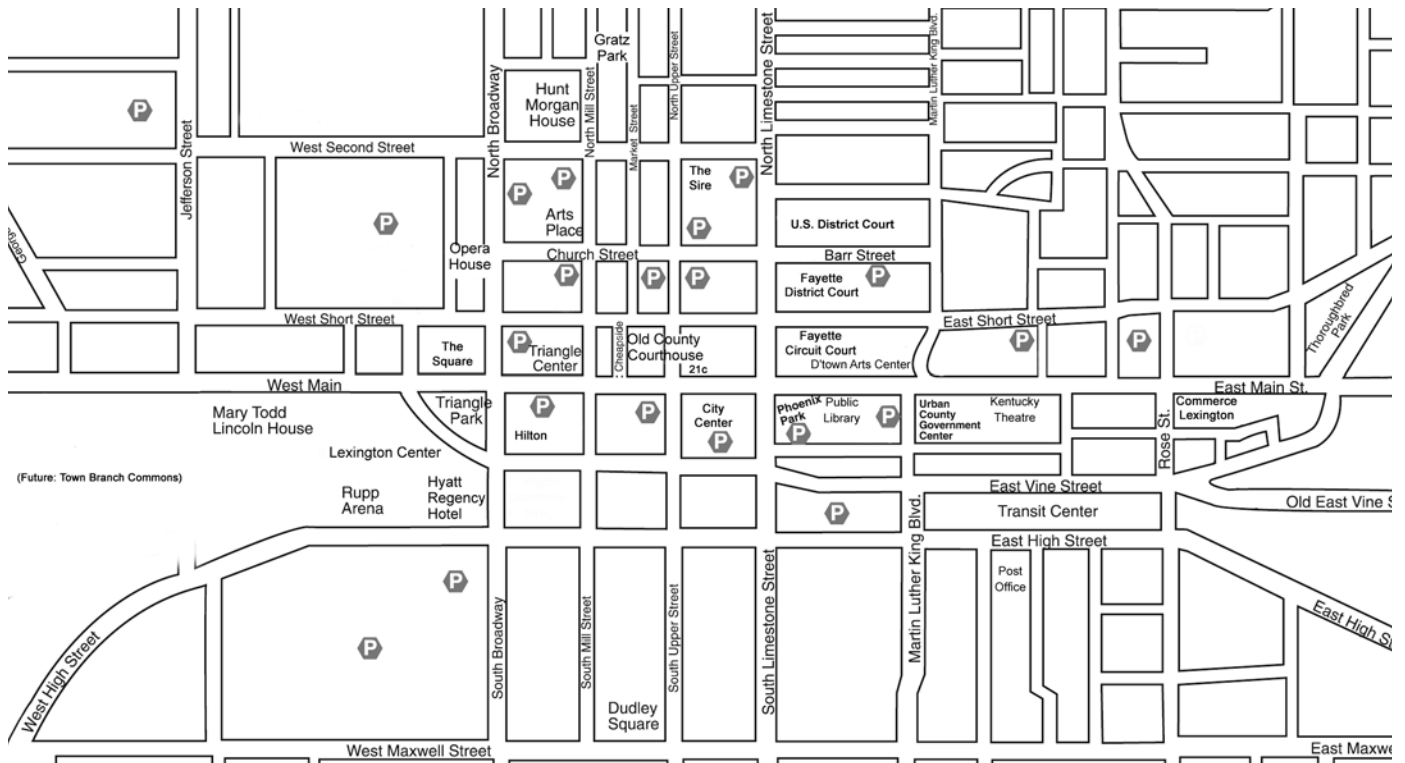 Gratz
Park
North Upper Street
North Limestone Street
Martin Luther King Blvd.
North Broadway
Hunt
Morgan
House
North Mill Street
Market Street
P
Jefferson Street
West Second Street
The
Sire
P
P
P
Arts
Place
P
P
U.S. District Court
Opera
House
Church Street
Barr Street
P
P
P
Fayette
District Court
P
West Short Street
East Short Street
Thoroughbred
Park
The
Square
P
Triangle
Center
Cheapside
Old County
Courthouse
21c
Fayette
Circuit Court
D'town Arts Center
P
P
West Main
East Main St.
Mary Todd
Lincoln House
Triangle
Park
P
Hilton
P
City
Center
P
Phoenix
Park
P
Public
Library
P
Urban
County
Government
Center
Kentucky
Theatre
Rose St.
Commerce
Lexington
Lexington Center
(Future: Town Branch Commons)
Rupp
Arena
Hyatt
Regency
Hotel
East Vine Street
Old East Vine S
P
Martin Luther King Blvd.
Transit Center
East High Street
P
Post
Office
P
West High Street
South Broadway
South Mill Street
South Upper Street
South Limestone Street
East High St
Dudley
Square
West Maxwell Street
East Maxwe